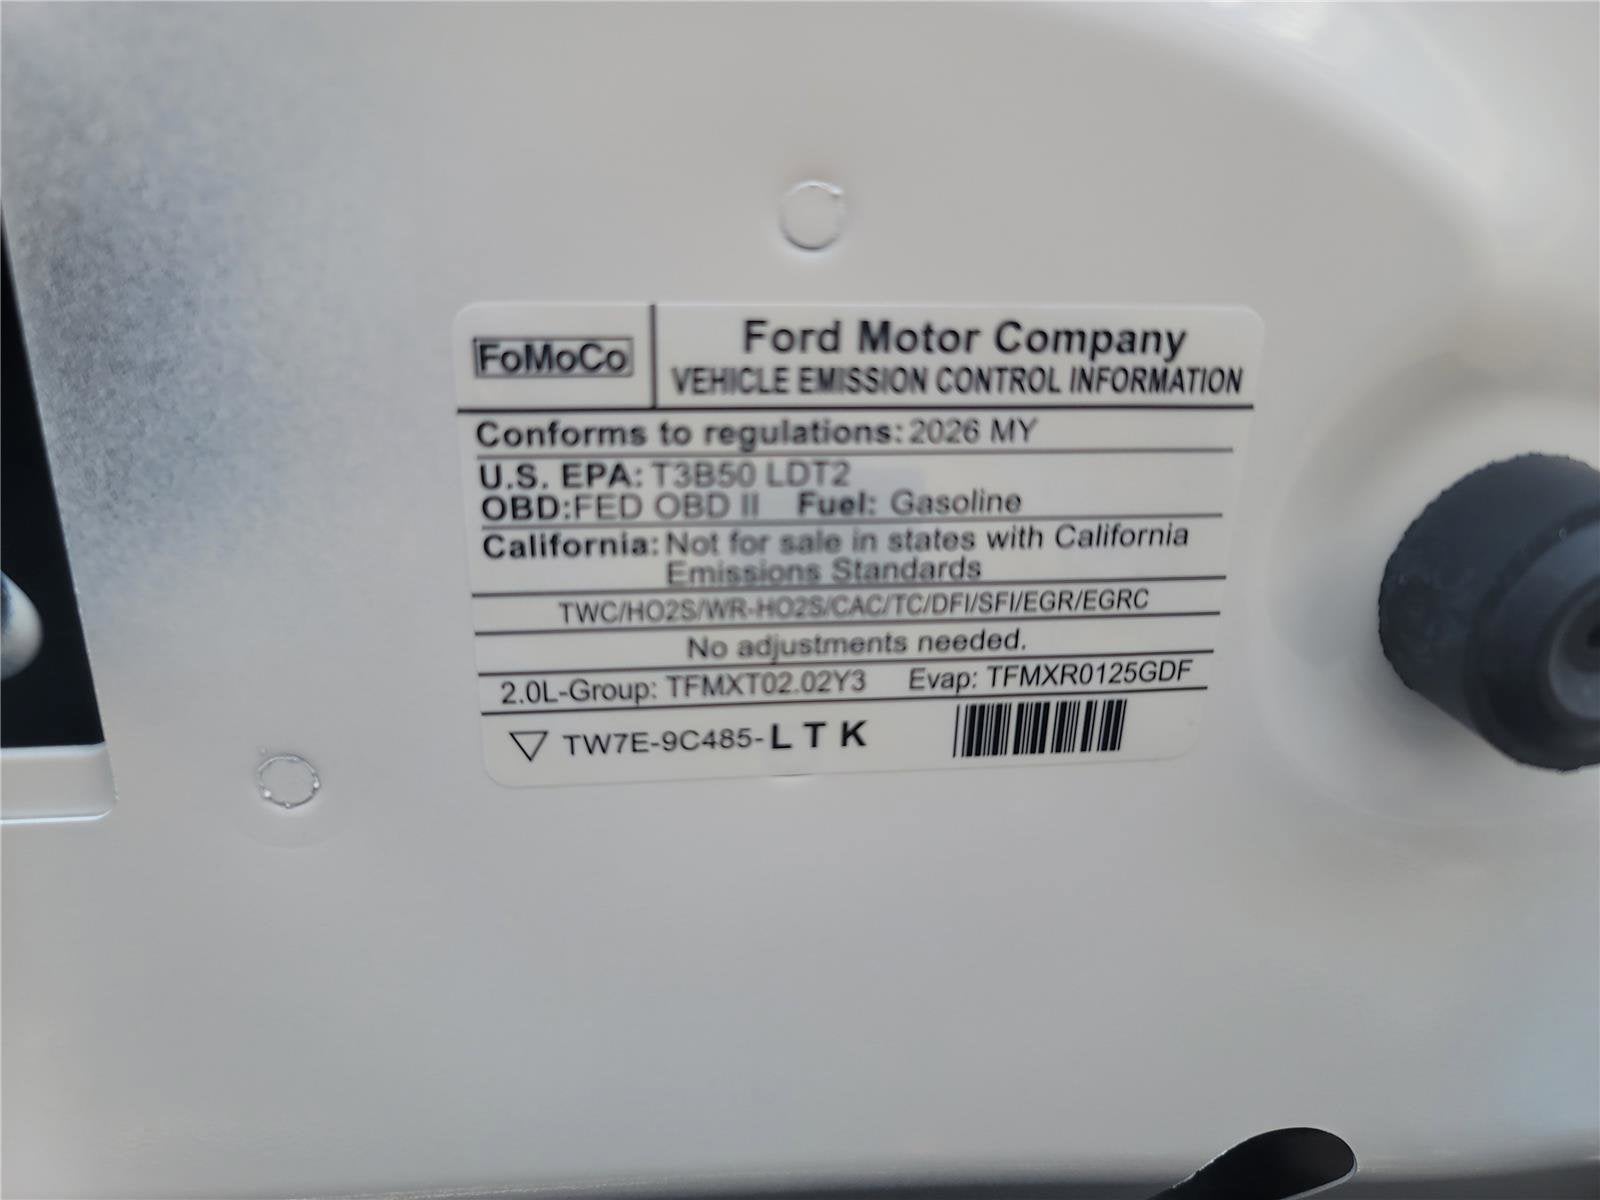 FoMoCo
Ford Motor Company
VEHICLE EMISSION CONTROL INFORMATION
Conforms to regulations: 2026 MY
U.S. EPA: T3B50 LDT2
OBD:FED OBD II Fuel: Gasoline
California: Not for sale in states with California
Emissions Standards
TWC/HO2S/WR-HO2S/CAC/TC/DFI/SFI/EGR/EGRC
No adjustments needed.
2.0L-Group: TFMXT02.02Y3 Evap: TFMXR0125GDF
TW7E-9C485-LTK